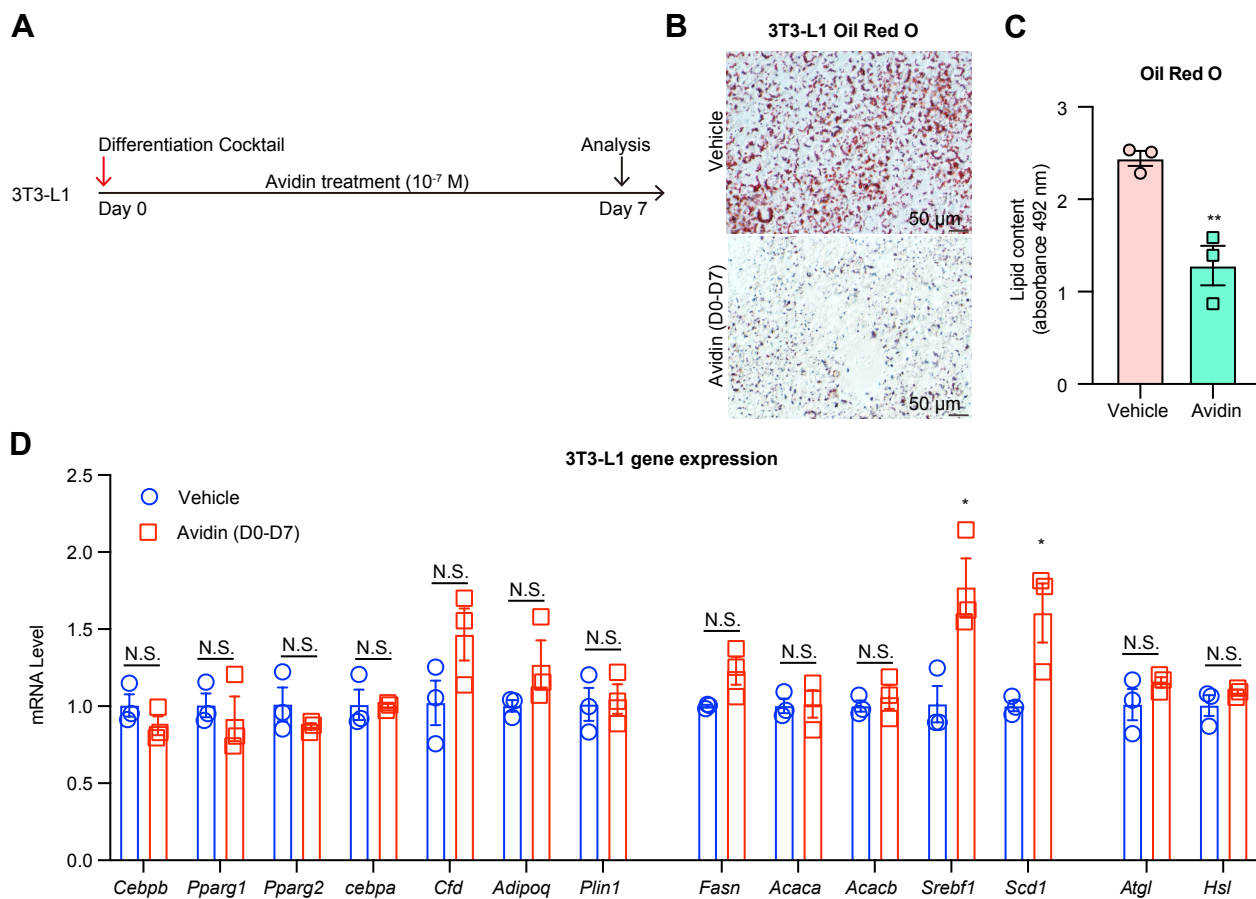 A
Differentiation Cocktail
Analysis
3T3-L1
Avidin treatment (10⁻⁷ M)
Day 0
Day 7
B
3T3-L1 Oil Red O
Vehicle
50 µm
Avidin (D0-D7)
50 µm
C
Oil Red O
Lipid content
(absorbance 492 nm)
3
2
1
0
**
Vehicle
Avidin
D
3T3-L1 gene expression
mRNA Level
2.5
2.0
1.5
1.0
0.5
0.0
Vehicle
Avidin (D0-D7)
N.S.
N.S.
N.S.
N.S.
N.S.
N.S.
N.S.
N.S.
N.S.
N.S.
*
*
N.S.
N.S.
Cebpb
Pparg1
Pparg2
cebpa
Cfd
Adipoq
Plin1
Fasn
Acaca
Acacb
Srebf1
Scd1
Atgl
Hsl